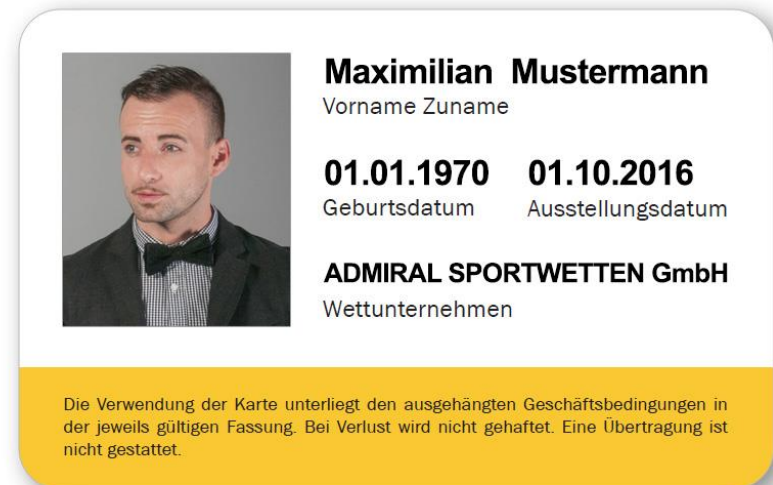 Maximilian Mustermann
Vorname Zuname
01.01.1970 01.10.2016
Geburtsdatum Ausstellungsdatum
ADMIRAL SPORTWETTEN GmbH
Wettunternehmen
Die Verwendung der Karte unterliegt den ausgehängten Geschäftsbedingungen in
der jeweils gültigen Fassung. Bei Verlust wird nicht gehaftet. Eine Übertragung ist
nicht gestattet.